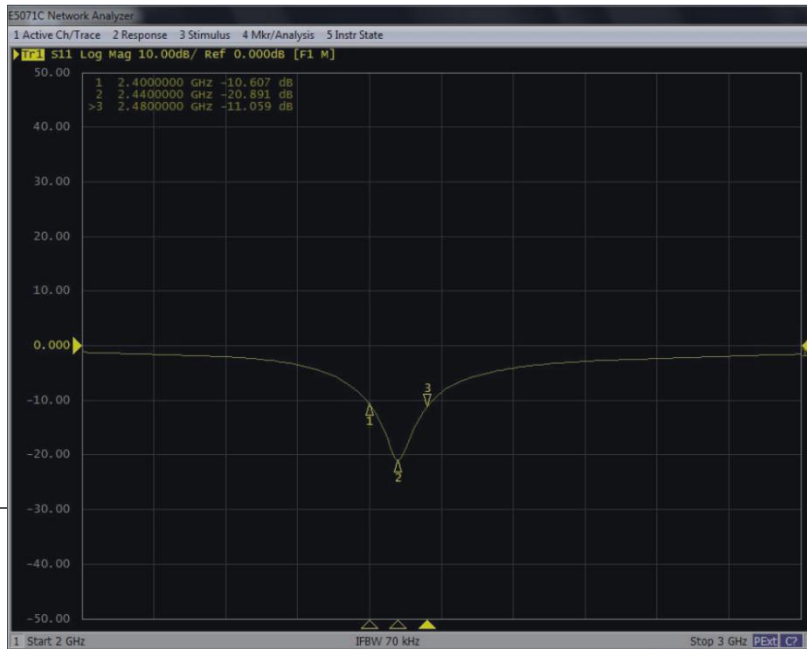 E5071C Network Analyzer
1 Active Ch/Trace 2 Response 3 Stimulus 4 Mkr/Analysis 5 Instr State
Tr1 S11 Log Mag 10.00dB/ Ref 0.000dB [F1 M]
50.00
1 2.4000000 GHz -10.607 dB
2 2.4400000 GHz -20.891 dB
>3 2.4800000 GHz -11.059 dB
40.00
30.00
20.00
10.00
0.000
3
-10.00
1
-20.00
2
-30.00
-40.00
-50.00
1 Start 2 GHz IFBW 70 kHz Stop 3 GHz PExt C?